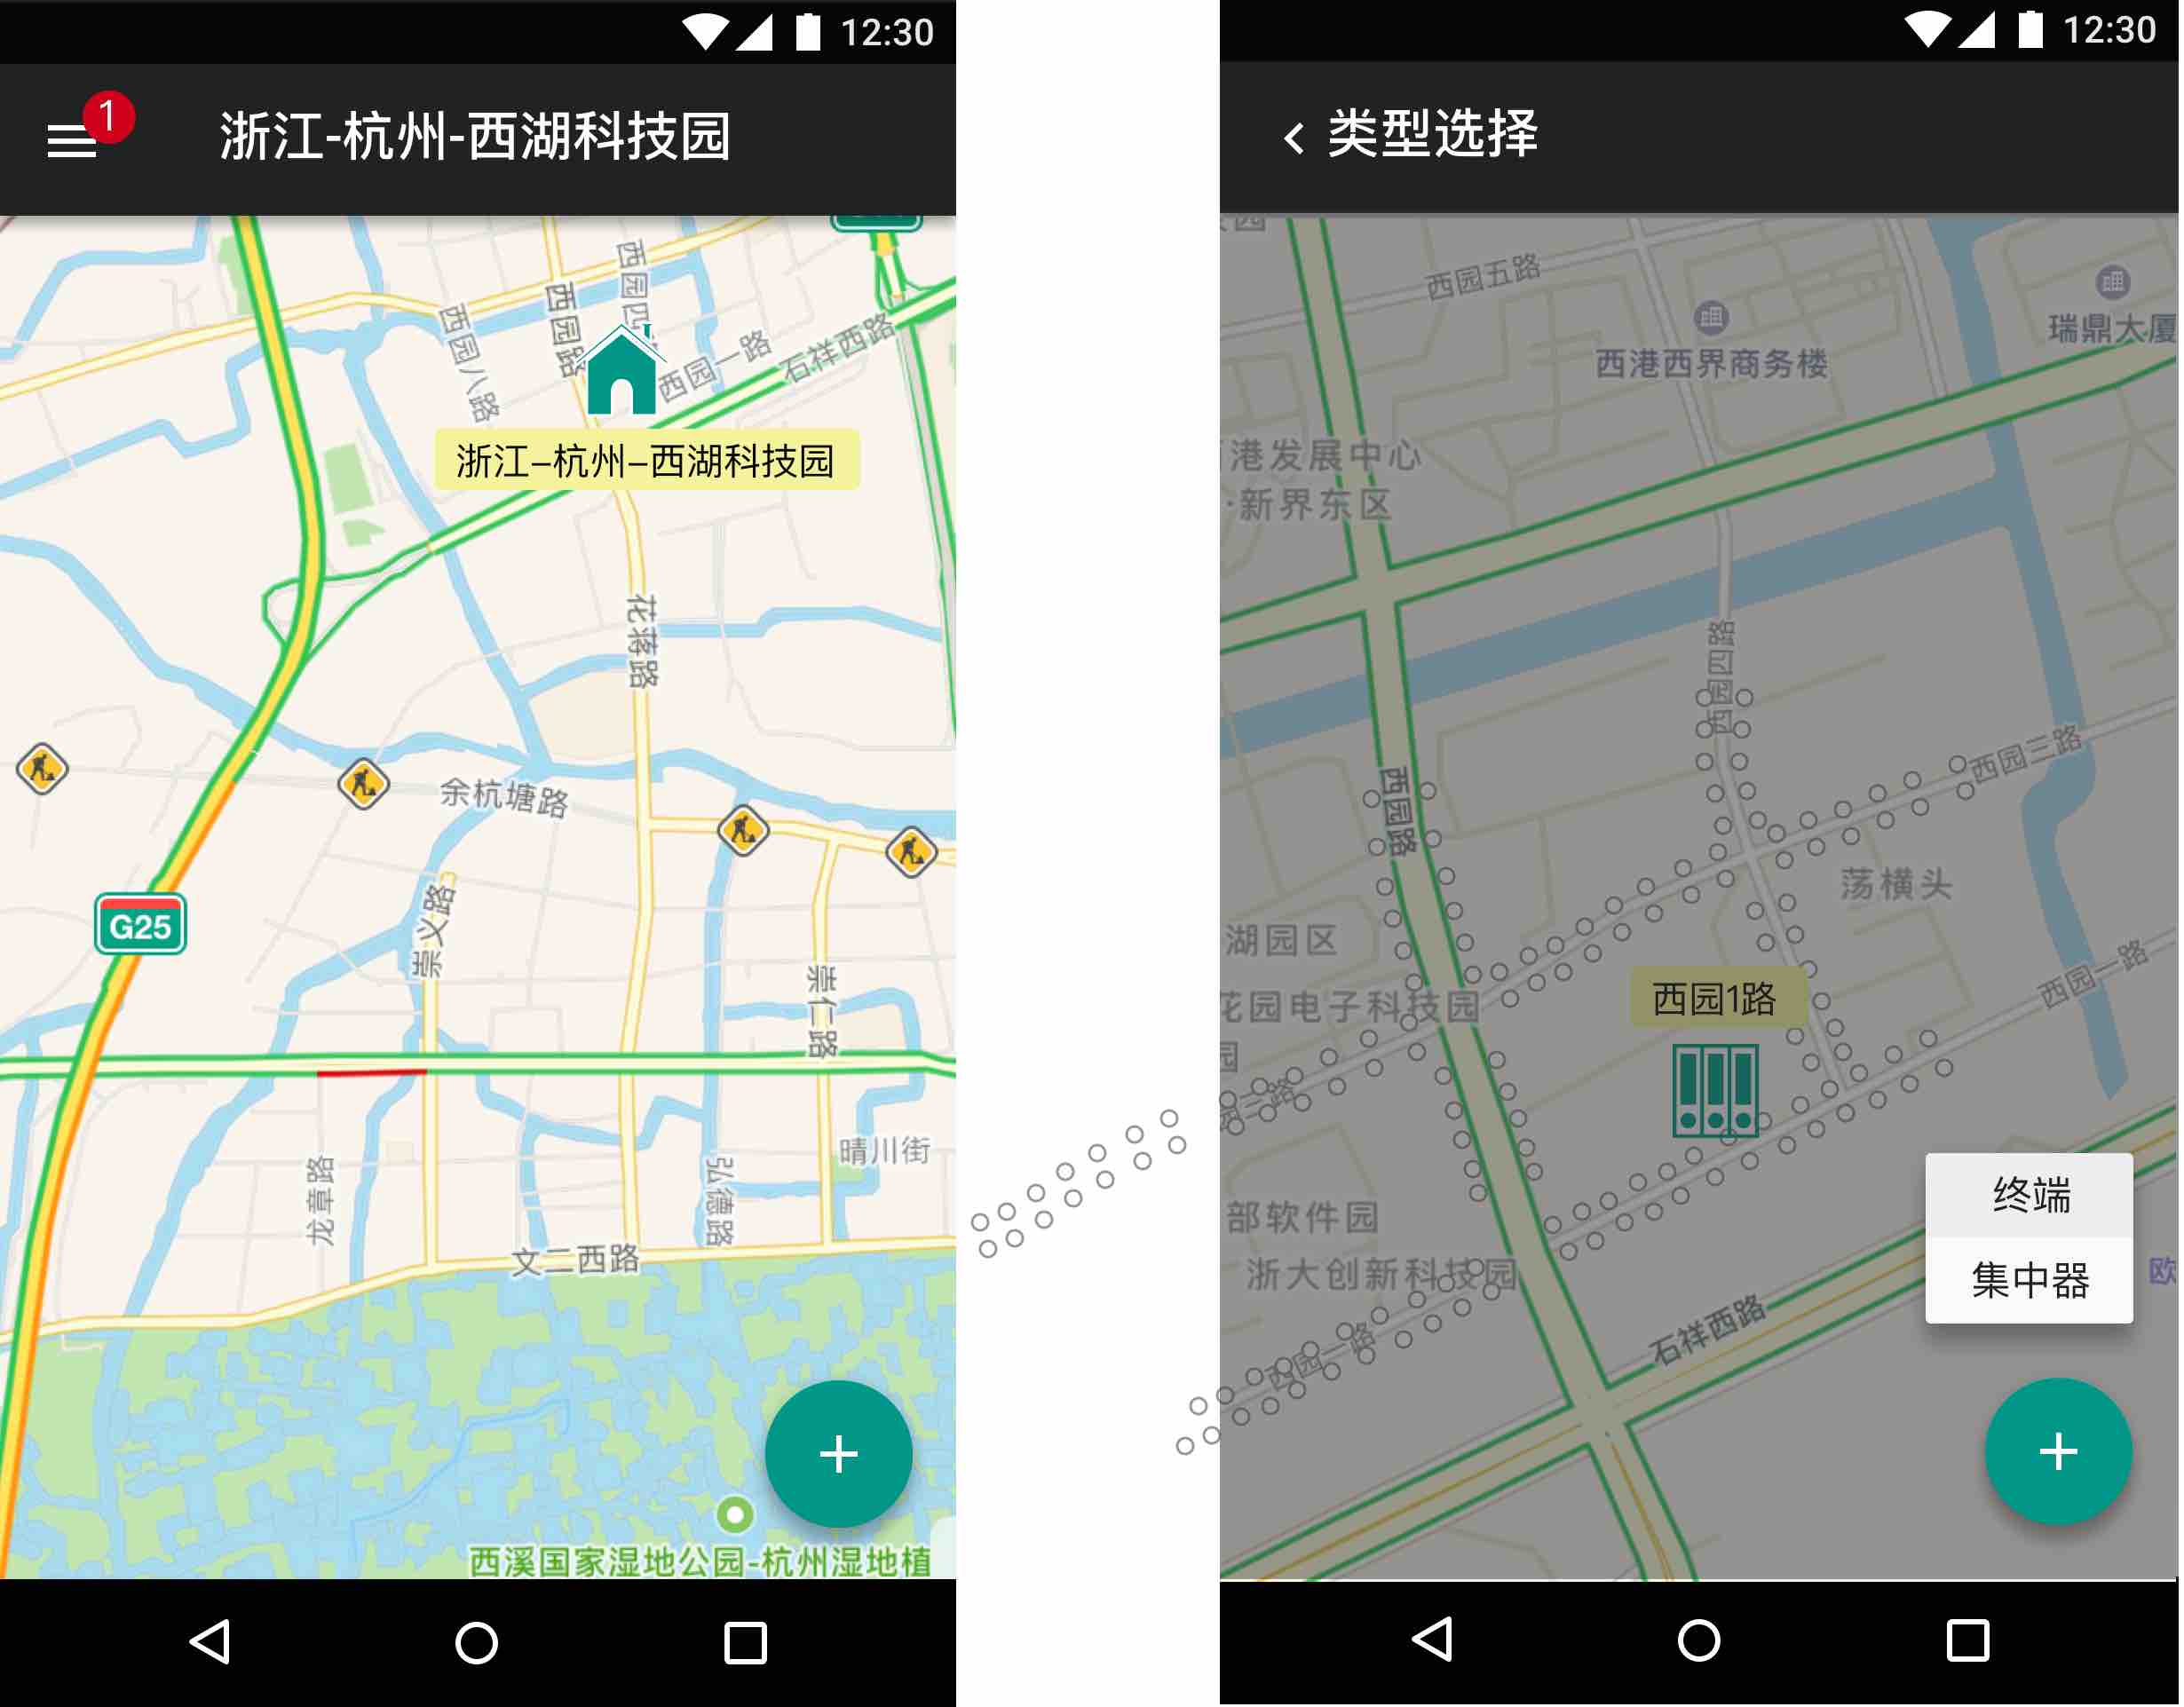 12:30
1
浙江-杭州-西湖科技园
西园四
西园路
西园八路
西园一路
石祥西路
浙江–杭州–西湖科技园
花蒋路
余杭塘路
G25
崇义路
崇仁路
晴川街
龙章路
弘德路
文二西路
西溪国家湿地公园-杭州湿地植
12:30
类型选择
园
西园五路
瑞鼎大厦
西港西界商务楼
港发展中心
·新界东区
西园四路
西园三路
西园路
荡横头
湖园区
西园一路
花园电子科技园
西园1路
园
园三路
终端
部软件园
集中器
浙大创新科技园
欧
石祥西路
西园一路